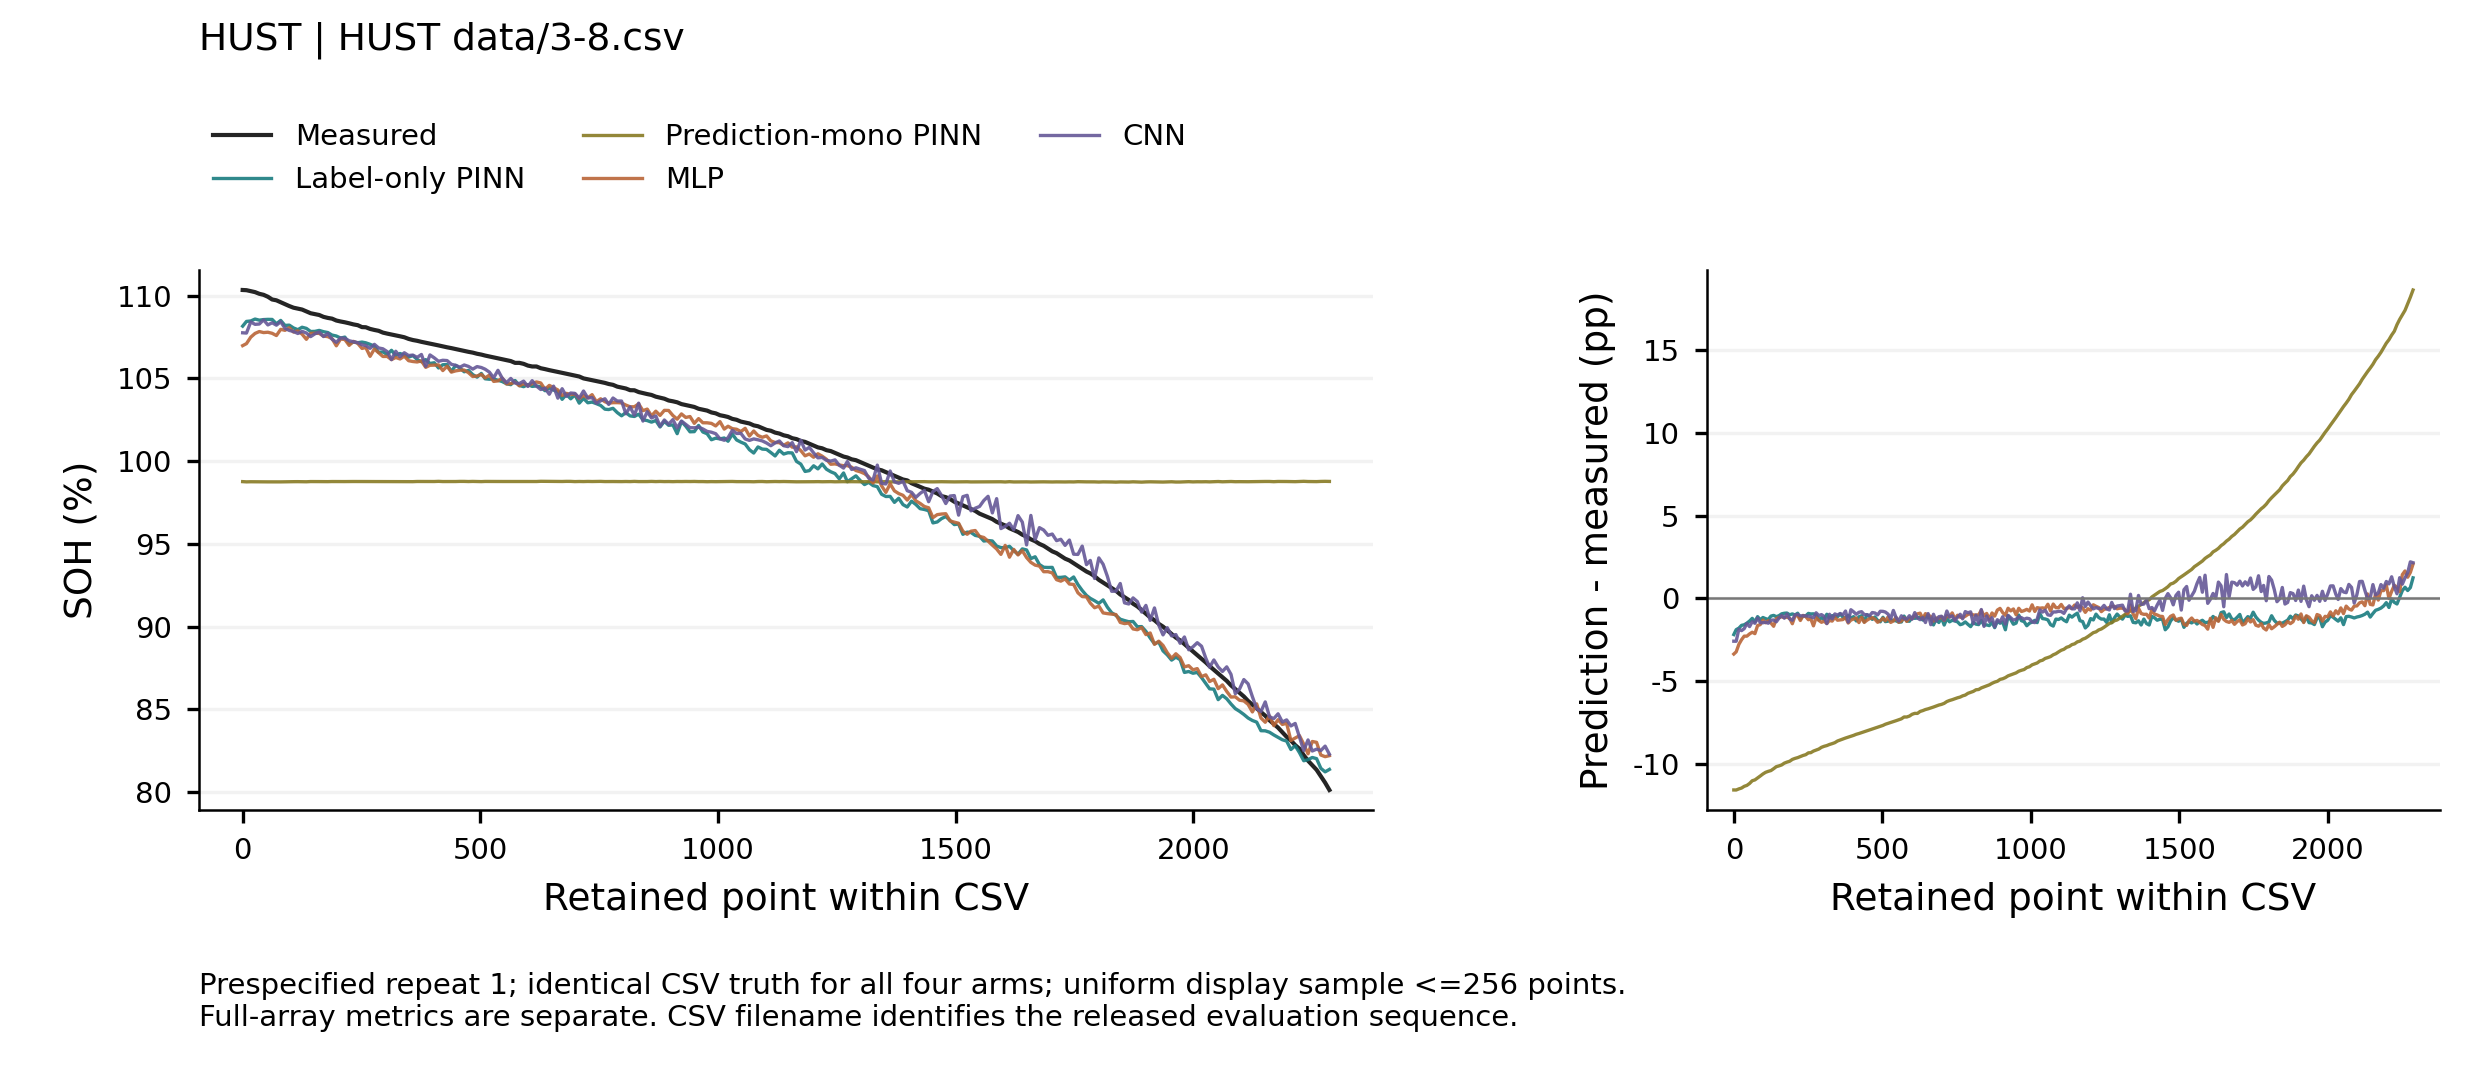 HUST | HUST data/3-8.csv
Measured
Label-only PINN
Prediction-mono PINN
MLP
CNN
SOH (%)
110
105
100
95
90
85
80
0 500 1000 1500 2000
Retained point within CSV
Prediction - measured (pp)
15
10
5
0
-5
-10
0 500 1000 1500 2000
Retained point within CSV
Prespecified repeat 1; identical CSV truth for all four arms; uniform display sample <=256 points.
Full-array metrics are separate. CSV filename identifies the released evaluation sequence.